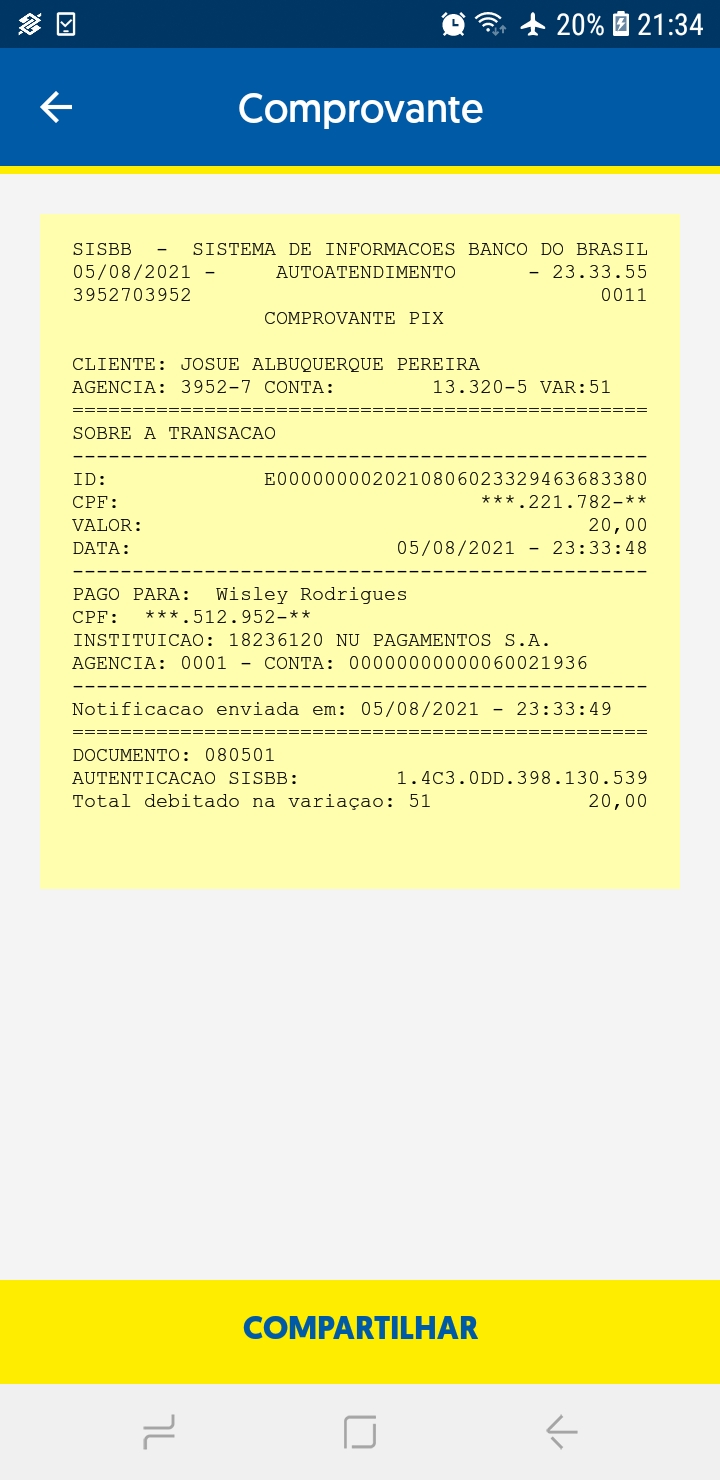 20% 21:34
Comprovante
SISBB - SISTEMA DE INFORMACOES BANCO DO BRASIL
05/08/2021 - AUTOATENDIMENTO - 23.33.55
3952703952 0011
COMPROVANTE PIX
CLIENTE: JOSUE ALBUQUERQUE PEREIRA
AGENCIA: 3952-7 CONTA: 13.320-5 VAR:51
================================================
SOBRE A TRANSACAO
------------------------------------------------
ID: E00000000202108060233294636833​80
CPF: ***.221.782-**
VALOR: 20,00
DATA: 05/08/2021 - 23:33:48
------------------------------------------------
PAGO PARA: Wisley Rodrigues
CPF: ***.512.952-**
INSTITUICAO: 18236120 NU PAGAMENTOS S.A.
AGENCIA: 0001 - CONTA: 00000000000060021936
------------------------------------------------
Notificacao enviada em: 05/08/2021 - 23:33:49
================================================
DOCUMENTO: 080501
AUTENTICACAO SISBB: 1.4C3.0DD.398.130.539
Total debitado na variaçao: 51 20,00
COMPARTILHAR